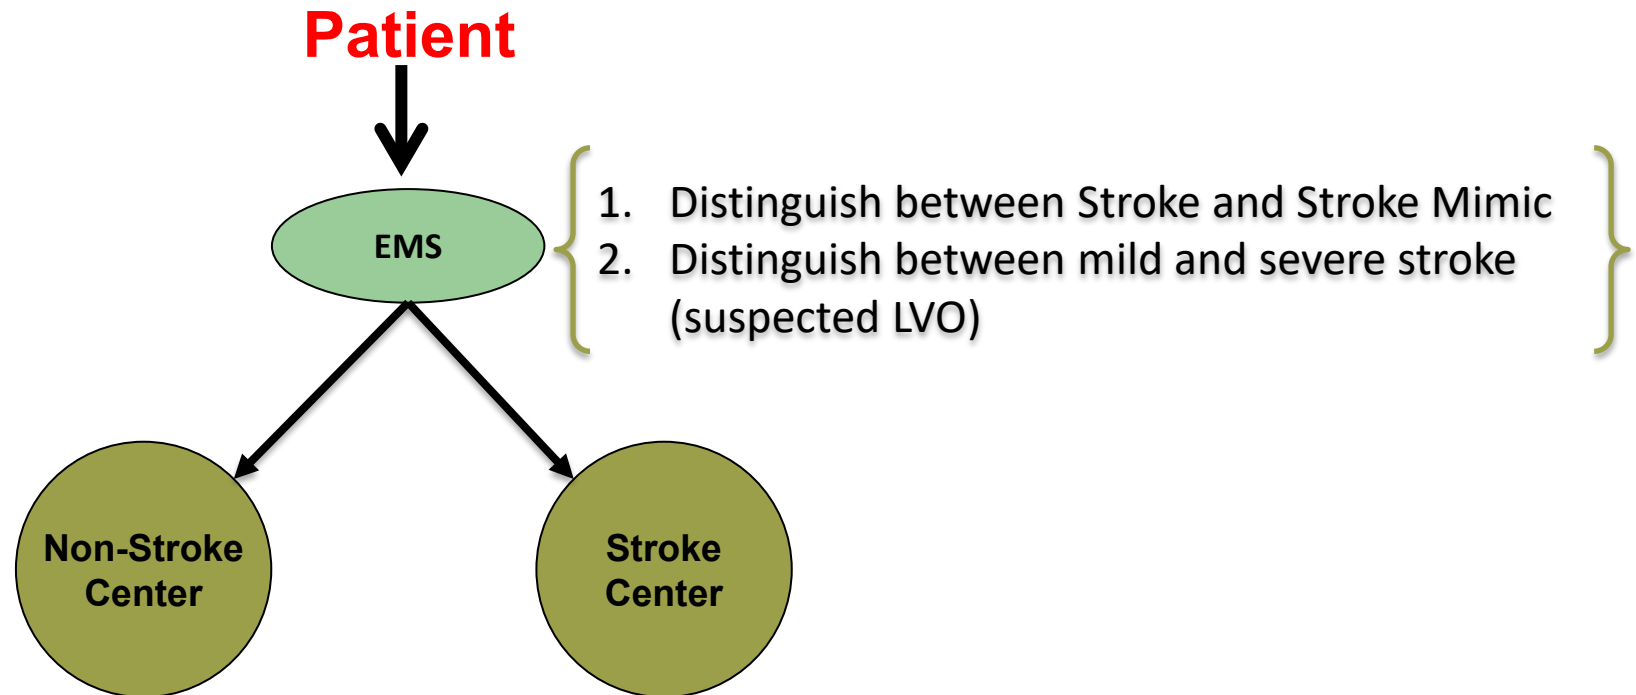 Patient
EMS
1. Distinguish between Stroke and Stroke Mimic
2. Distinguish between mild and severe stroke
(suspected LVO)
Non-Stroke
Center
Stroke
Center